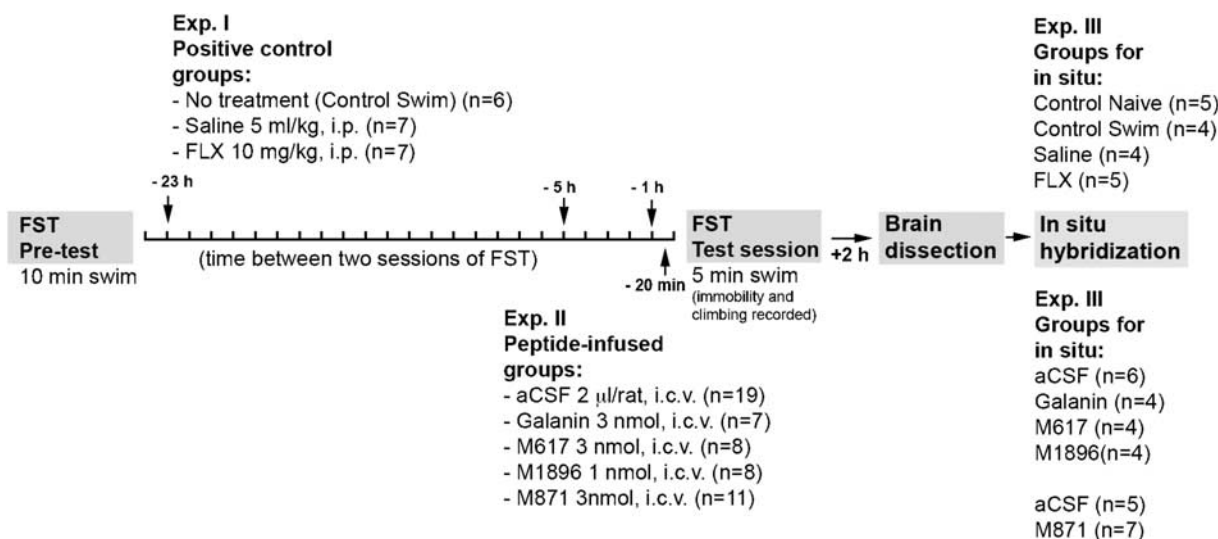 Exp. I
Positive control
groups:
- No treatment (Control Swim) (n=6)
- Saline 5 ml/kg, i.p. (n=7)
- FLX 10 mg/kg, i.p. (n=7)
Exp. III
Groups for
in situ:
Control Naive (n=5)
Control Swim (n=4)
Saline (n=4)
FLX (n=5)
- 23 h
- 5 h
- 1 h
FST
Pre-test
10 min swim
(time between two sessions of FST)
- 20 min
FST
Test session
5 min swim
(immobility and
climbing recorded)
+2 h
Brain
dissection
In situ
hybridization
Exp. II
Peptide-infused
groups:
- aCSF 2 μl/rat, i.c.v. (n=19)
- Galanin 3 nmol, i.c.v. (n=7)
- M617 3 nmol, i.c.v. (n=8)
- M1896 1 nmol, i.c.v. (n=8)
- M871 3nmol, i.c.v. (n=11)
Exp. III
Groups for
in situ:
aCSF (n=6)
Galanin (n=4)
M617 (n=4)
M1896(n=4)
aCSF (n=5)
M871 (n=7)